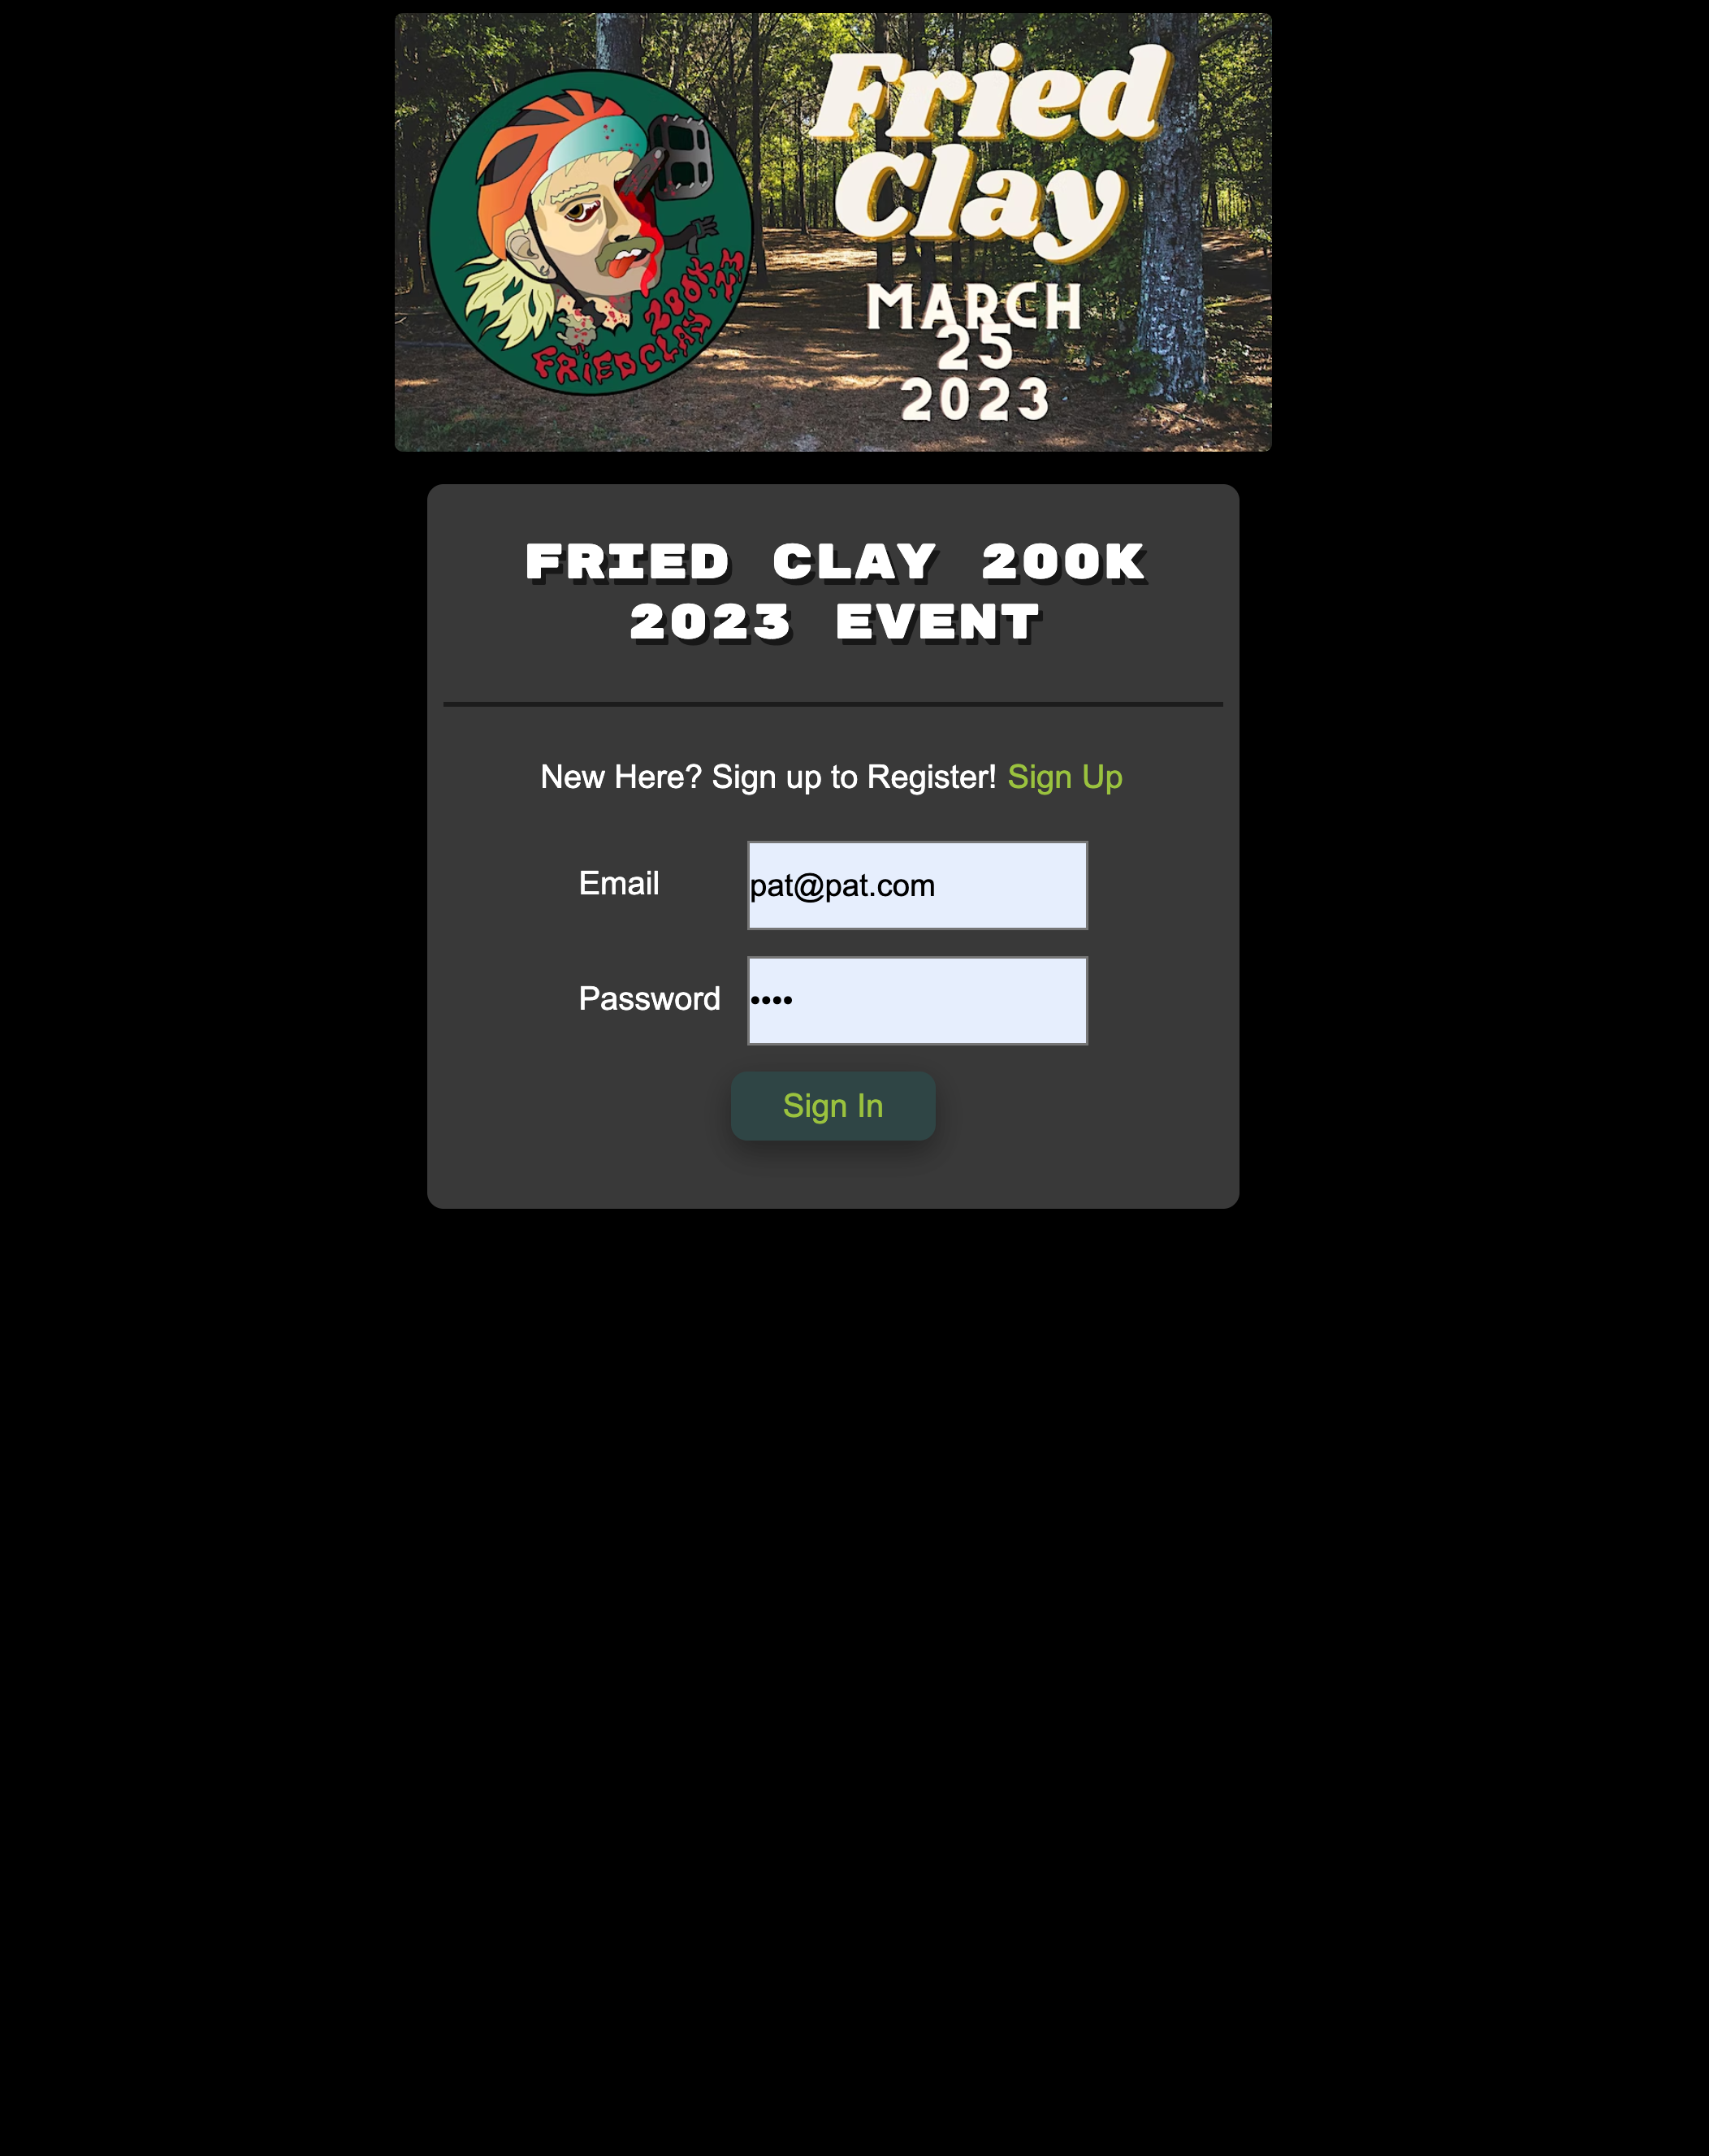 Fried
Clay
MARCH
25
2023
FRIED CLAY 200K '23
FRIED CLAY 200K
2023 EVENT
New Here? Sign up to Register! Sign Up
Email
pat@pat.com
Password
••••
Sign In